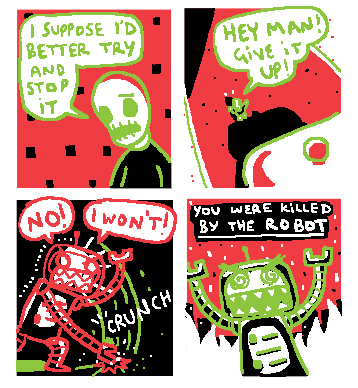 I SUPPOSE I'D
BETTER TRY
AND
STOP
IT
HEY MAN!
GIVE IT
UP!
NO!
I WON'T!
CRUNCH
YOU WERE KILLED
BY THE ROBOT